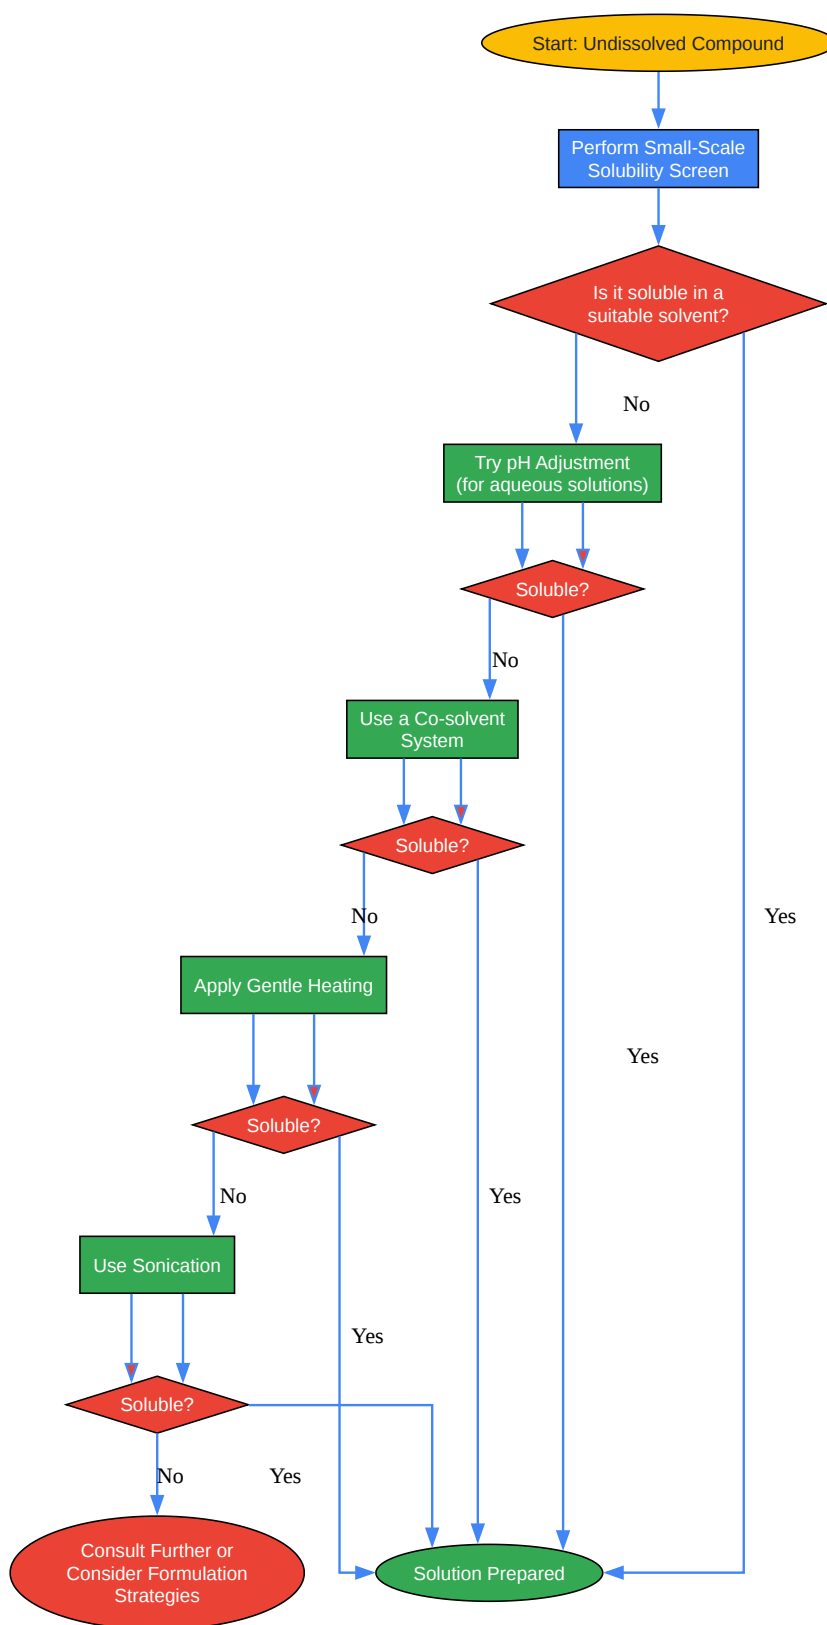 Start: Undissolved Compound
Perform Small-Scale
Solubility Screen
Is it soluble in a
suitable solvent?
No
Try pH Adjustment
(for aqueous solutions)
Soluble?
No
Use a Co-solvent
System
Soluble?
No
Yes
Apply Gentle Heating
Yes
Soluble?
No
Yes
Use Sonication
Yes
Soluble?
No
Yes
Consult Further or
Consider Formulation
Strategies
Solution Prepared